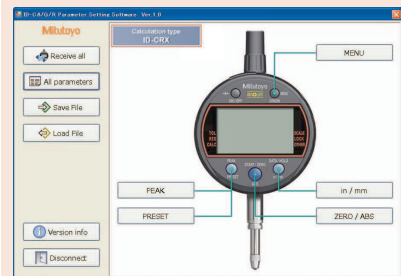 ID-CA/G/R Parameter Setting Software Ver.1.0
Mitutoyo
Calculation type
ID-CRX
Receive all
All parameters
Save File
Load File
Version info
Disconnect
MENU
Mitutoyo
PEAK
in / mm
PRESET
ZERO / ABS